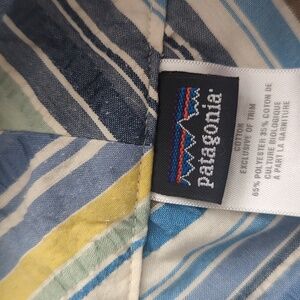 patagonia®
COTTON
EXCLUSIVE OF TRIM
65% POLYESTER 35% COTON DE
CULTURE BIOLOGIQUE
A PART LA GARNITURE